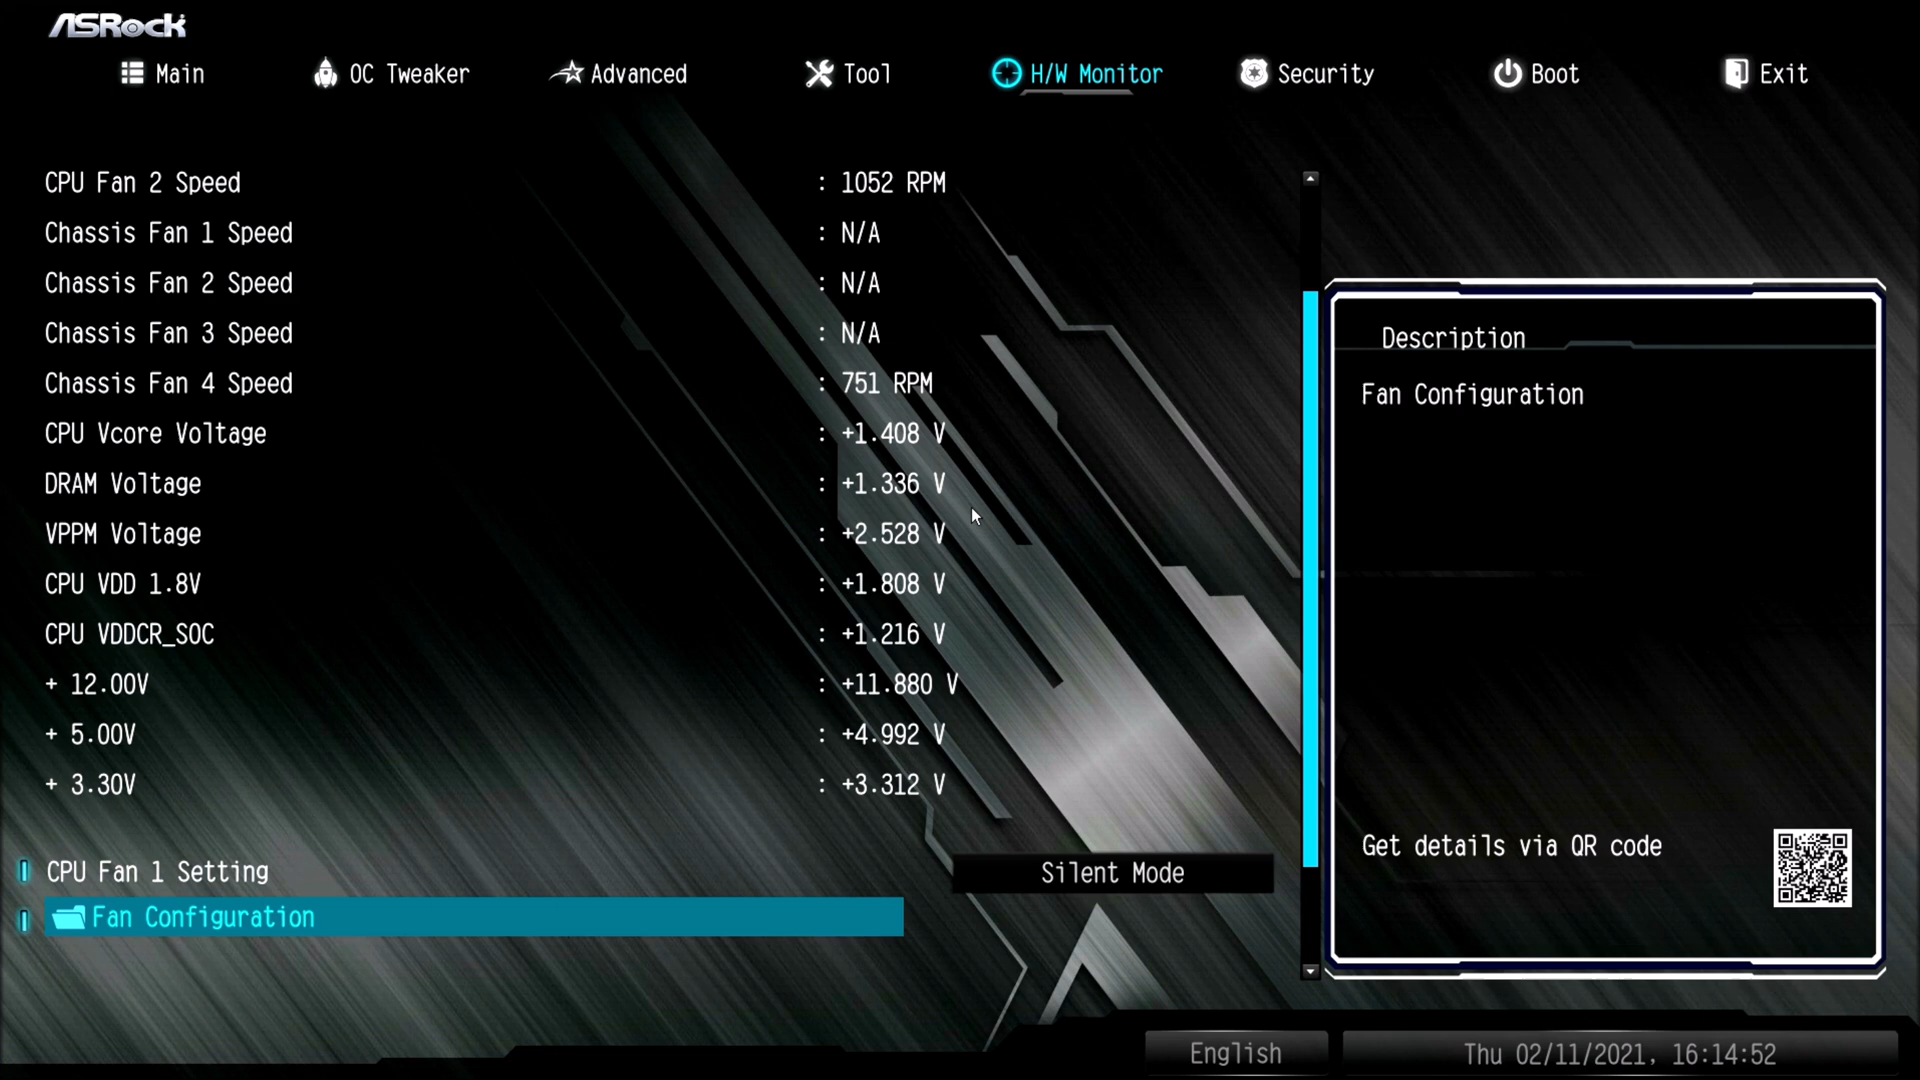 ASRock
Main
OC Tweaker
Advanced
Tool
H/W Monitor
Security
Boot
Exit
CPU Fan 2 Speed : 1052 RPM
Chassis Fan 1 Speed : N/A
Chassis Fan 2 Speed : N/A
Chassis Fan 3 Speed : N/A
Chassis Fan 4 Speed : 751 RPM
CPU Vcore Voltage : +1.408 V
DRAM Voltage : +1.336 V
VPPM Voltage : +2.528 V
CPU VDD 1.8V : +1.808 V
CPU VDDCR_SOC : +1.216 V
+ 12.00V : +11.880 V
+ 5.00V : +4.992 V
+ 3.30V : +3.312 V
CPU Fan 1 Setting Silent Mode
Fan Configuration
Description
Fan Configuration
Get details via QR code
English
Thu 02/11/2021, 16:14:52